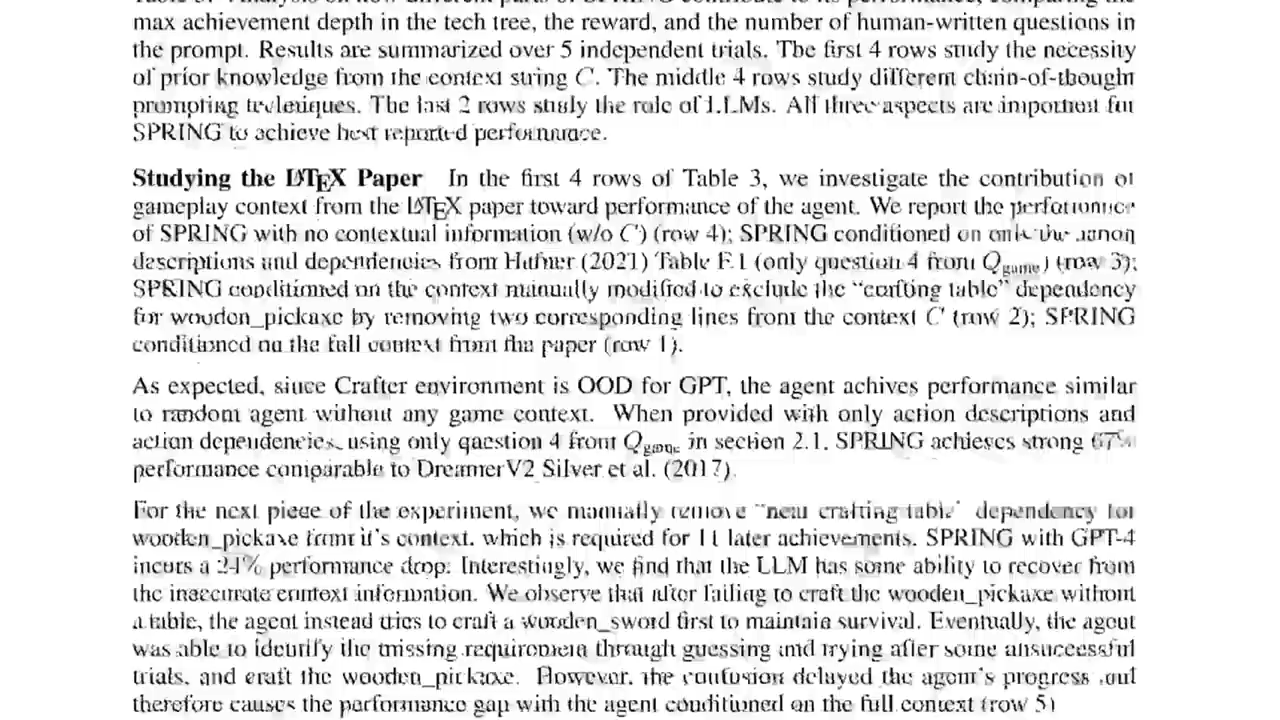 max achievement depth in the tech tree, the reward, and the number of human-written questions in
the prompt. Results are summarized over 5 independent trials. The first 4 rows study the necessity
of prior knowledge from the context string C. The middle 4 rows study different chain-of-thought
prompting techniques. The last 2 rows study the role of LLMs. All three aspects are important for
SPRING to achieve best reported performance.
Studying the LATEX Paper In the first 4 rows of Table 3, we investigate the contribution of
gameplay context from the LATEX paper toward performance of the agent. We report the performance
of SPRING with no contextual information (w/o C) (row 4); SPRING conditioned on only the action
descriptions and dependencies from Hafner (2021) Table F.1 (only question 4 from Qgame) (row 3);
SPRING conditioned on the context manually modified to exclude the "crafting table" dependency
for wooden_pickaxe by removing two corresponding lines from the context C (row 2); SPRING
conditioned on the full context from the paper (row 1).
As expected, since Crafter environment is OOD for GPT, the agent achives performance similar
to random agent without any game context. When provided with only action descriptions and
action dependencies, using only question 4 from Qgame in section 2.1, SPRING achieves strong 67%
performance comparable to DreamerV2 Silver et al. (2017).
For the next piece of the experiment, we manually remove "near crafting table" dependency for
wooden_pickaxe from it's context, which is required for 11 later achievements. SPRING with GPT-4
incurs a 24% performance drop. Interestingly, we find that the LLM has some ability to recover from
the inaccurate context information. We observe that after failing to craft the wooden_pickaxe without
a table, the agent instead tries to craft a wooden_sword first to maintain survival. Eventually, the agent
was able to identify the missing requirement through guessing and trying after some unsuccessful
trials, and craft the wooden_pickaxe. However, the confusion delayed the agent's progress and
therefore causes the performance gap with the agent conditioned on the full context (row 5)